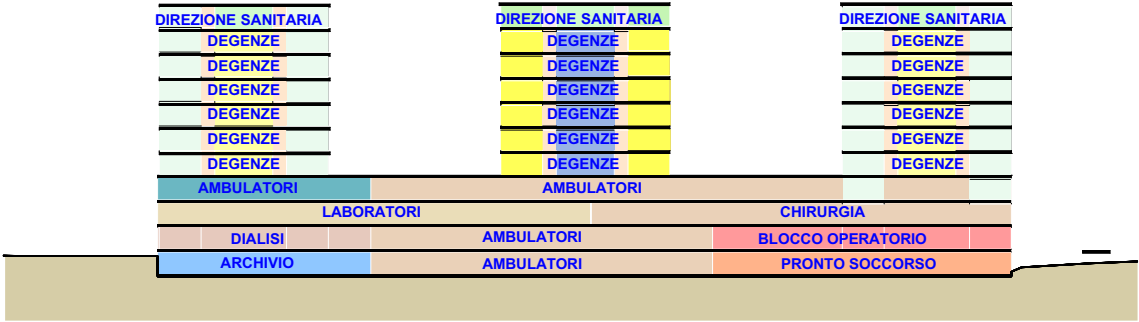 DIREZIONE SANITARIA DIREZIONE SANITARIA DIREZIONE SANITARIA
DEGENZE DEGENZE DEGENZE
DEGENZE DEGENZE DEGENZE
DEGENZE DEGENZE DEGENZE
DEGENZE DEGENZE DEGENZE
DEGENZE DEGENZE DEGENZE
DEGENZE DEGENZE DEGENZE
AMBULATORI AMBULATORI
LABORATORI CHIRURGIA
DIALISI AMBULATORI BLOCCO OPERATORIO
ARCHIVIO AMBULATORI PRONTO SOCCORSO